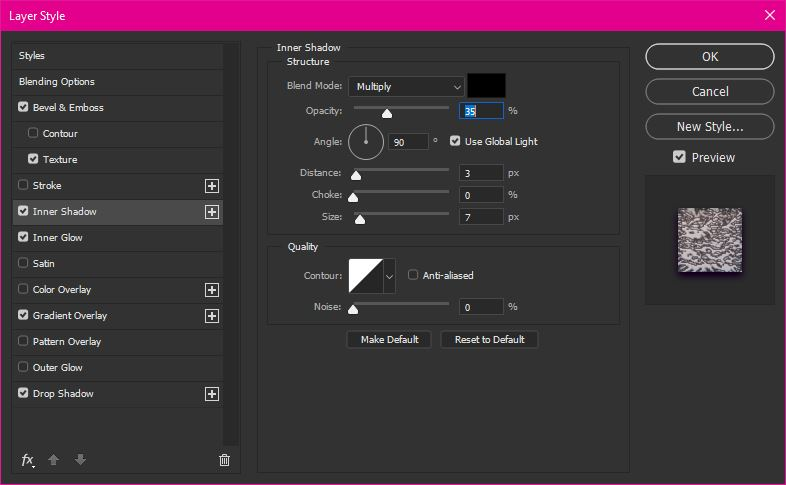 Layer Style
Styles
Blending Options
Bevel & Emboss
Contour
Texture
Stroke
Inner Shadow
Inner Glow
Satin
Color Overlay
Gradient Overlay
Pattern Overlay
Outer Glow
Drop Shadow
fx
Inner Shadow
Structure
Blend Mode: Multiply
Opacity: 35 %
Angle: 90 ° Use Global Light
Distance: 3 px
Choke: 0 %
Size: 7 px
Quality
Contour: Anti-aliased
Noise: 0 %
Make Default Reset to Default
OK
Cancel
New Style...
Preview